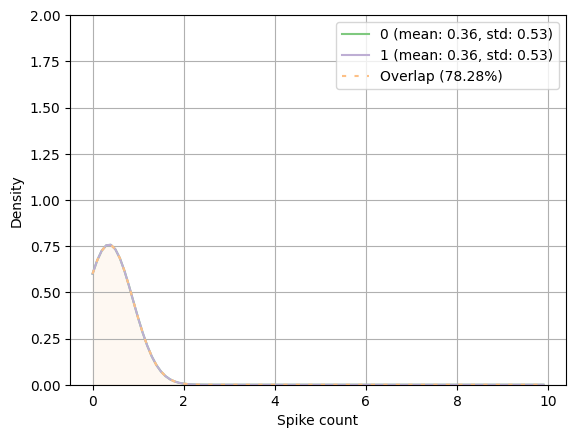 2.00
1.75
1.50
1.25
1.00
0.75
0.50
0.25
0.00
Density
0 (mean: 0.36, std: 0.53)
1 (mean: 0.36, std: 0.53)
Overlap (78.28%)
0 2 4 6 8 10
Spike count